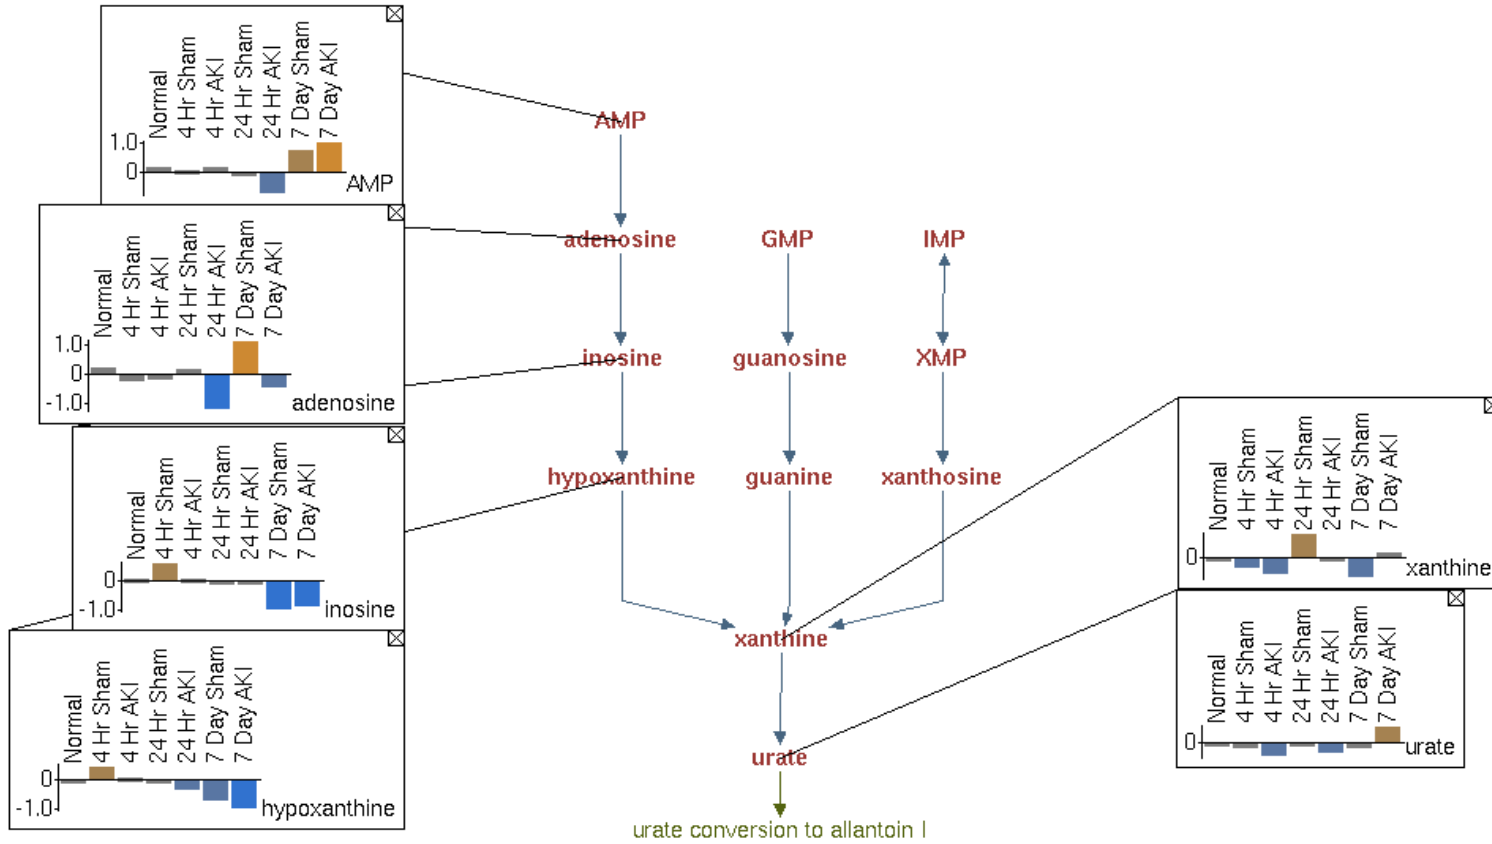 Normal
4 Hr Sham
4 Hr AKI
24 Hr Sham
24 Hr AKI
7 Day Sham
7 Day AKI
1.0
0
AMP
Normal
4 Hr Sham
4 Hr AKI
24 Hr Sham
24 Hr AKI
7 Day Sham
7 Day AKI
1.0
0
-1.0
adenosine
Normal
4 Hr Sham
4 Hr AKI
24 Hr Sham
24 Hr AKI
7 Day Sham
7 Day AKI
0
-1.0
inosine
Normal
4 Hr Sham
4 Hr AKI
24 Hr Sham
24 Hr AKI
7 Day Sham
7 Day AKI
0
-1.0
hypoxanthine
AMP
adenosine
GMP
IMP
inosine
guanosine
XMP
hypoxanthine
guanine
xanthosine
xanthine
urate
urate conversion to allantoin I
Normal
4 Hr Sham
4 Hr AKI
24 Hr Sham
24 Hr AKI
7 Day Sham
7 Day AKI
0
xanthine
Normal
4 Hr Sham
4 Hr AKI
24 Hr Sham
24 Hr AKI
7 Day Sham
7 Day AKI
0
urate